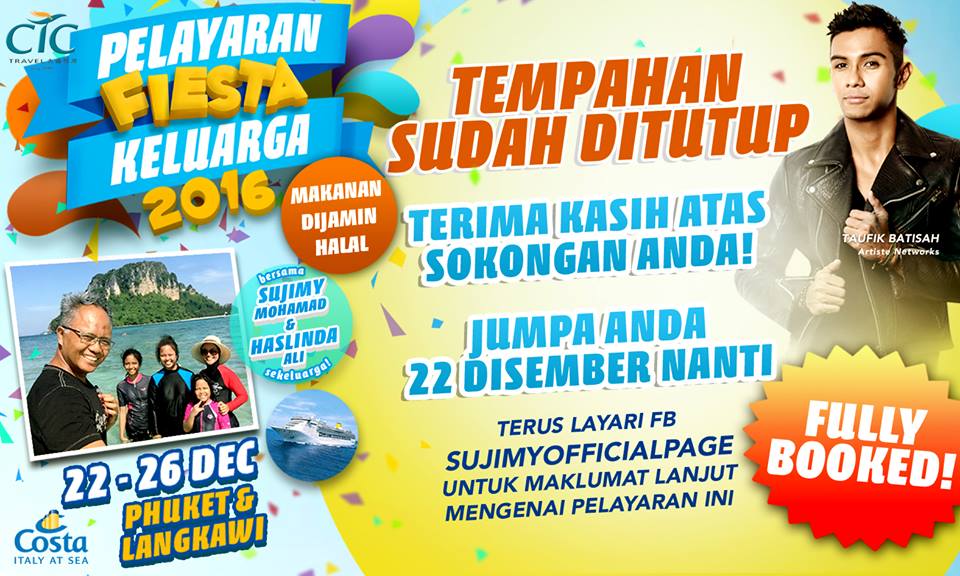 CTC
TRAVEL
PELAYARAN
FIESTA
KELUARGA
2016
MAKANAN
DIJAMIN
HALAL
bersama
SUJIMY
MOHAMAD
&
HASLINDA
ALI
sekeluarga!
22 - 26 DEC
PHUKET &
LANGKAWI
Costa
ITALY AT SEA
TEMPAHAN
SUDAH DITUTUP
TERIMA KASIH ATAS
SOKONGAN ANDA!
JUMPA ANDA
22 DISEMBER NANTI
TERUS LAYARI FB
SUJIMYOFFICIALPAGE
UNTUK MAKLUMAT LANJUT
MENGENAI PELAYARAN INI
TAUFIK BATISAH
Artiste Networks
FULLY
BOOKED!